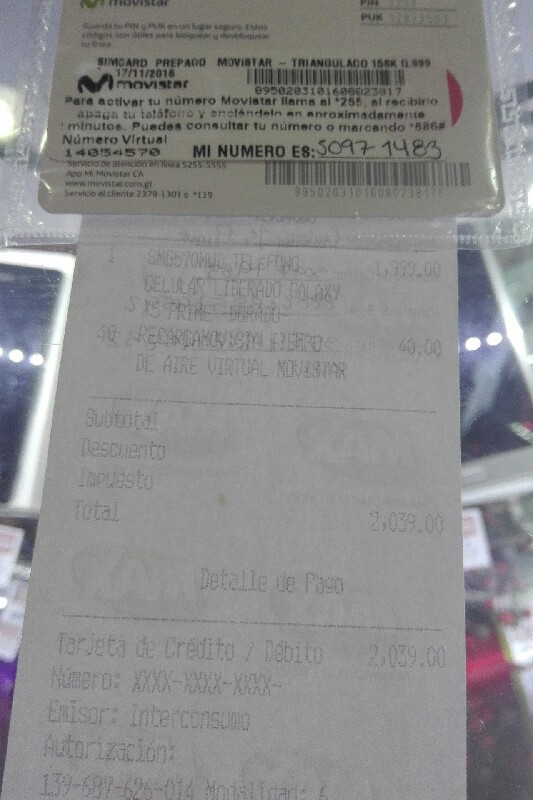 movistar
PIN
PUK
Guarda tu PIN y PUK en un lugar seguro. Estos
códigos son útiles para bloquear y desbloquear
tu línea.
SIMCARD PREPAGO MOVISTAR - TRIANGULADO 158K Q.999
17/11/2016
movistar
8950203101608023817
Para activar tu número Movistar llama al *255, al recibirlo
apaga tu teléfono y enciéndelo en aproximadamente
minutos. Puedes consultar tu número o marcando *686#
Número Virtual
14054570
MI NUMERO ES: 5097 1483
Servicio de atención en línea 5255-5555
App Mi Movistar CA
www.movistar.com.gt
Servicio al cliente 2379-1301 o *119
8950203101608023817
1 SMG570MWD TELEFONO 1,999.00
CELULAR LIBERADO GALAXY
J5 PRIME DORADO
40 RECARGAMOVISTA TIEMPO 40.00
DE AIRE VIRTUAL MOVISTAR
Subtotal
Descuento
Impuesto
Total 2,039.00
Detalle de Pago
Tarjeta de Crédito / Débito 2,039.00
Número: XXXX-XXXX-XXXX-
Emisor: Interconsumo
Autorización:
139-687-626-014 Modalidad: 6